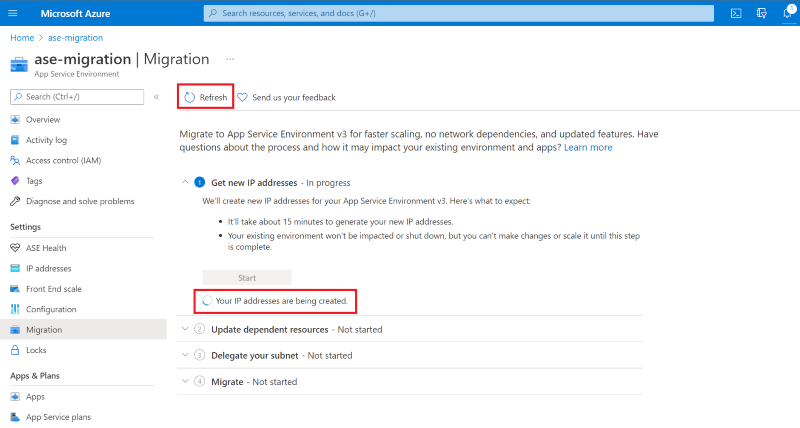 Microsoft Azure
Search resources, services, and docs (G+/)
1
Home > ase-migration
ase-migration | Migration ...
App Service Environment
Search (Ctrl+/)
«
Refresh
Send us your feedback
Overview
Activity log
Access control (IAM)
Tags
Diagnose and solve problems
Settings
ASE Health
IP addresses
Front End scale
Configuration
Migration
Locks
Apps & Plans
Apps
App Service plans
Migrate to App Service Environment v3 for faster scaling, no network dependencies, and updated features. Have
questions about the process and how it may impact your existing environment and apps? Learn more
1 Get new IP addresses - In progress
We'll create new IP addresses for your App Service Environment v3. Here's what to expect:
• It'll take about 15 minutes to generate your new IP addresses.
• Your existing environment won't be impacted or shut down, but you can't make changes or scale it until this step
is complete.
Start
Your IP addresses are being created.
2 Update dependent resources - Not started
3 Delegate your subnet - Not started
4 Migrate - Not started